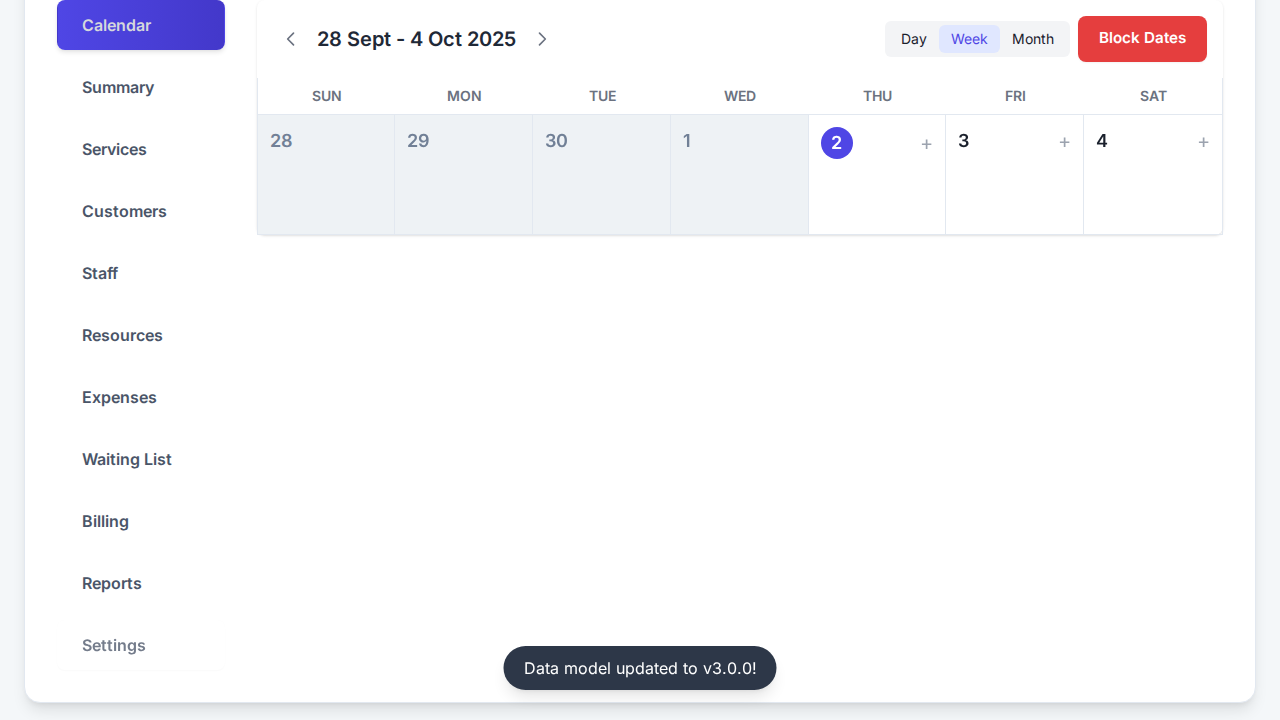 Calendar
Summary
Services
Customers
Staff
Resources
Expenses
Waiting List
Billing
Reports
Settings
28 Sept - 4 Oct 2025
Day Week Month
Block Dates
SUN MON TUE WED THU FRI SAT
28 29 30 1 2 + 3 + 4 +
Data model updated to v3.0.0!